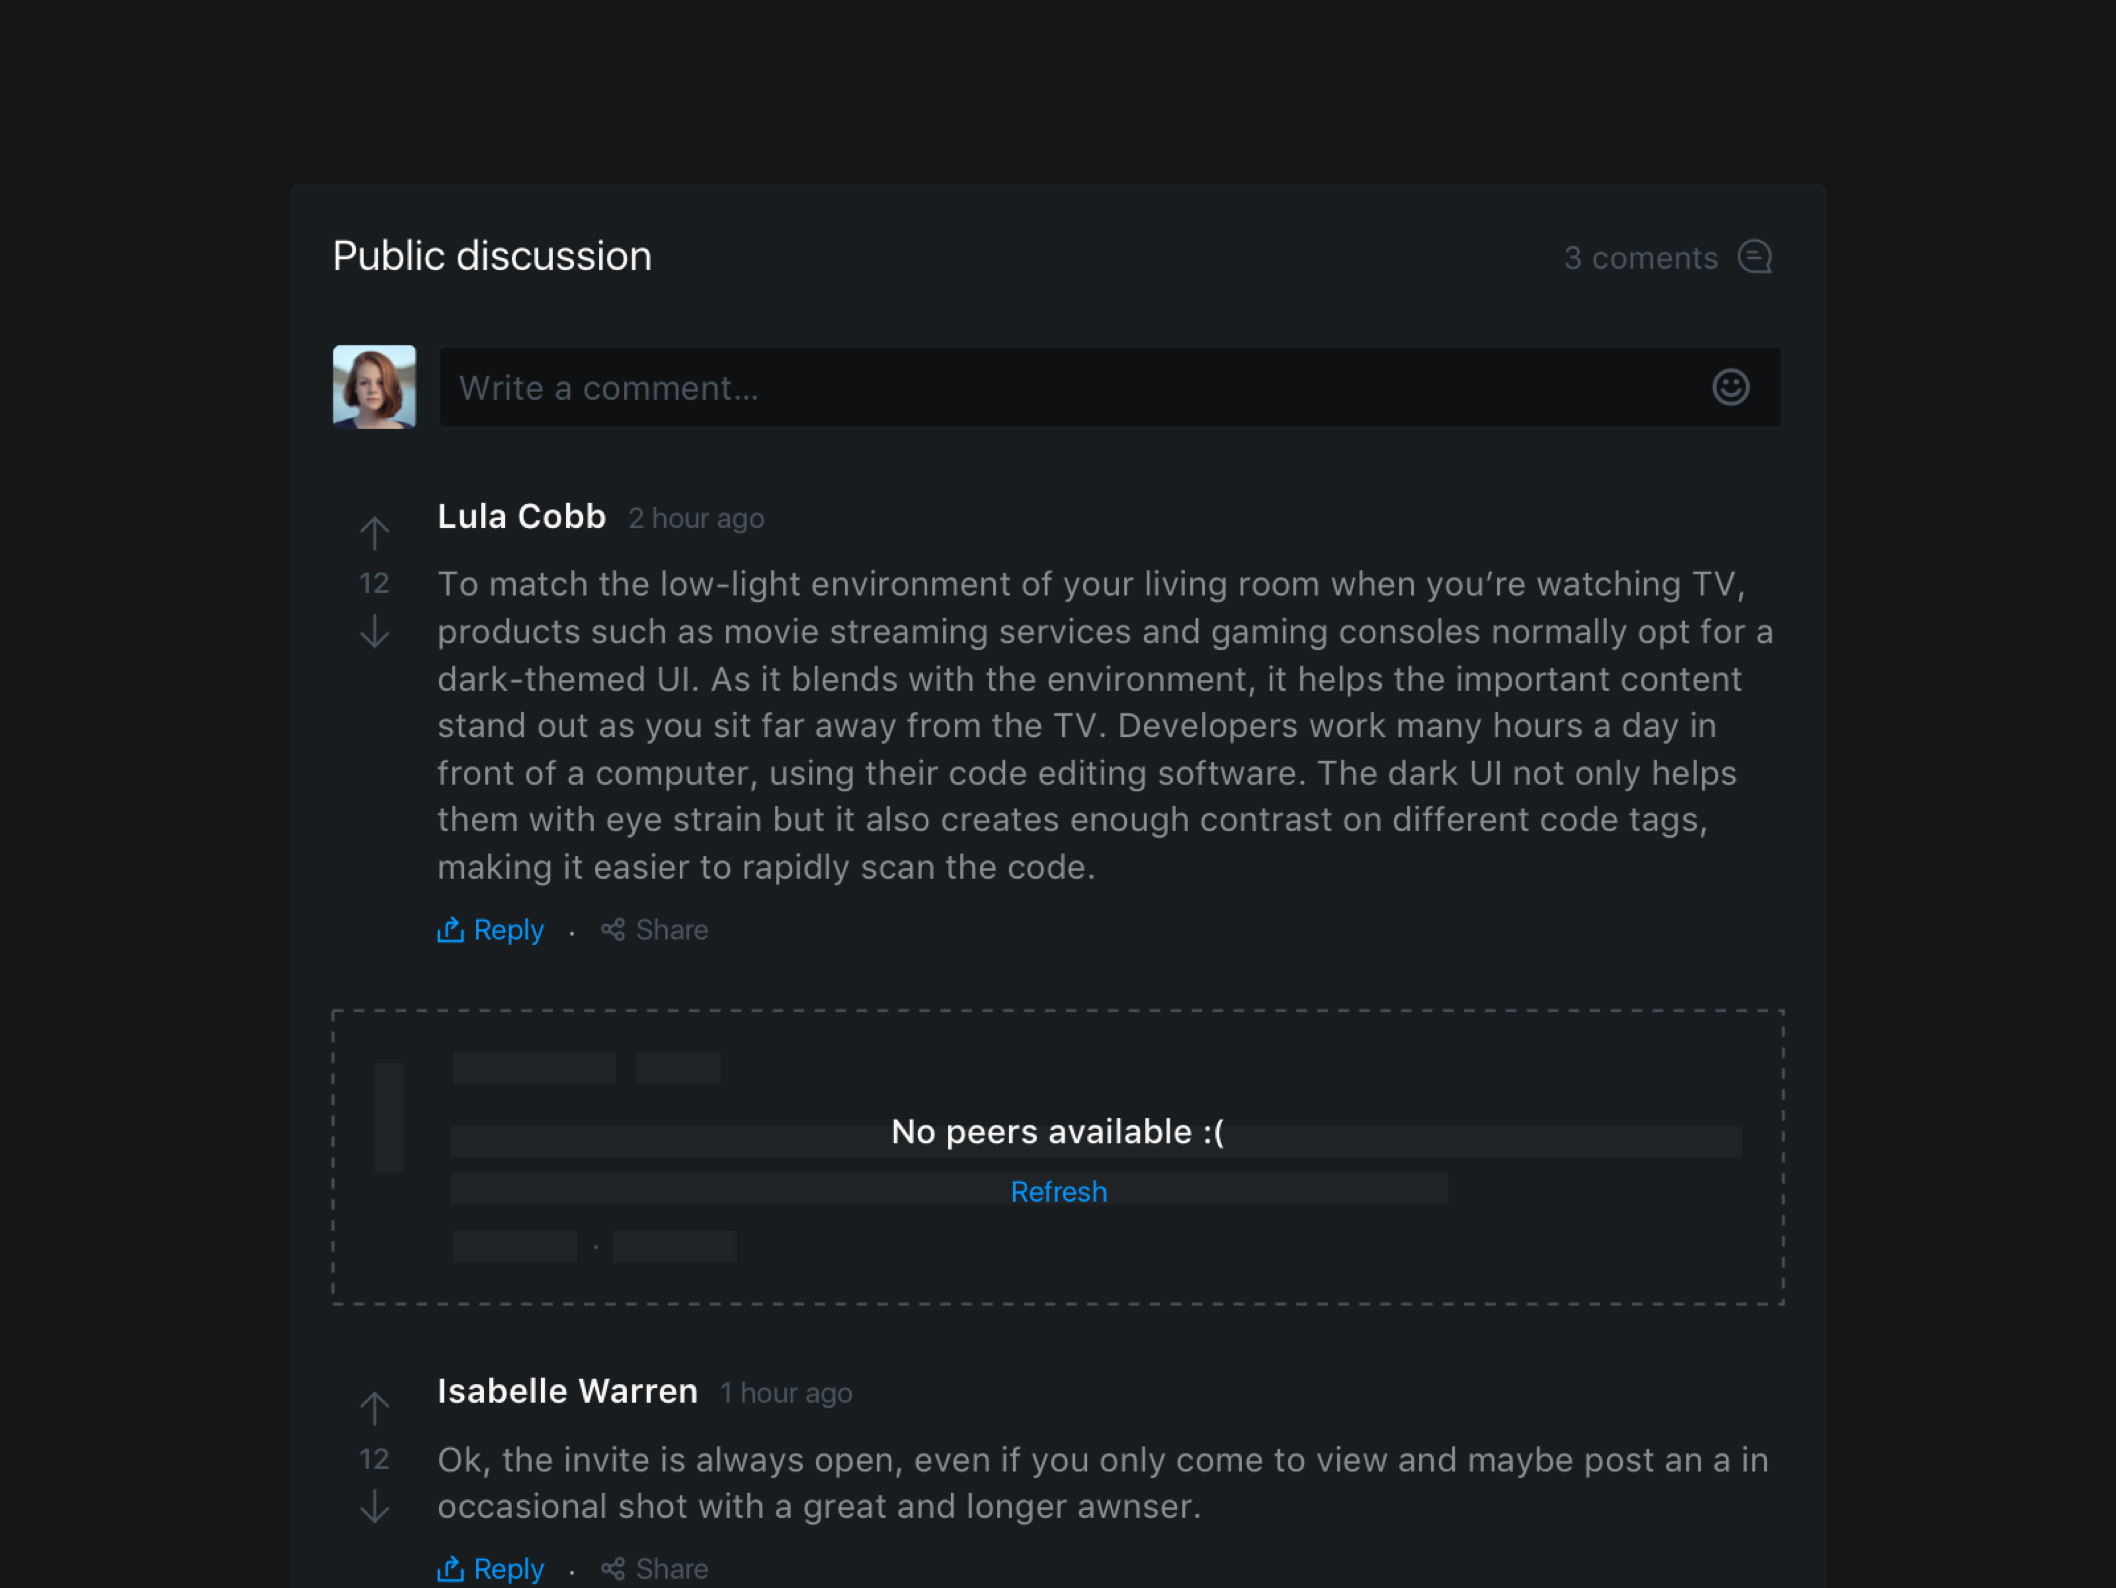 Public discussion
3 coments
Write a comment...
Lula Cobb 2 hour ago
12
To match the low-light environment of your living room when you’re watching TV,
products such as movie streaming services and gaming consoles normally opt for a
dark-themed UI. As it blends with the environment, it helps the important content
stand out as you sit far away from the TV. Developers work many hours a day in
front of a computer, using their code editing software. The dark UI not only helps
them with eye strain but it also creates enough contrast on different code tags,
making it easier to rapidly scan the code.
Reply · Share
No peers available :(
Refresh
Isabelle Warren 1 hour ago
12
Ok, the invite is always open, even if you only come to view and maybe post an a in
occasional shot with a great and longer awnser.
Reply · Share